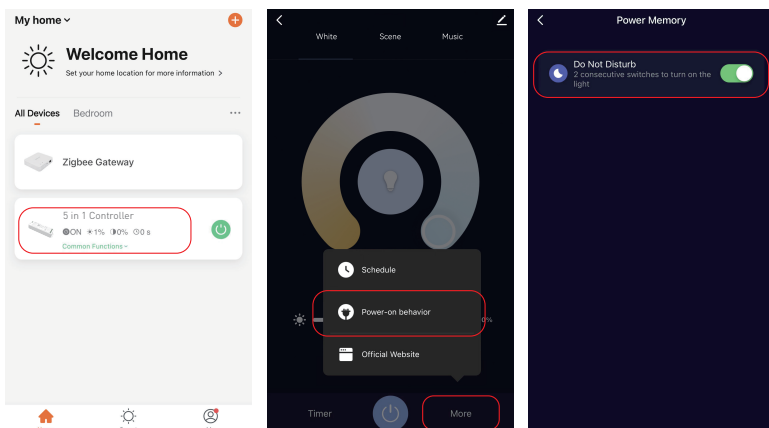 My home
Welcome Home
Set your home location for more information >
All Devices Bedroom
Zigbee Gateway
5 in 1 Controller
ON 1% 0% 0 s
Common Functions
White Scene Music
Schedule
Power-on behavior
0%
Official Website
Timer More
Power Memory
Do Not Disturb
2 consecutive switches to turn on the
light